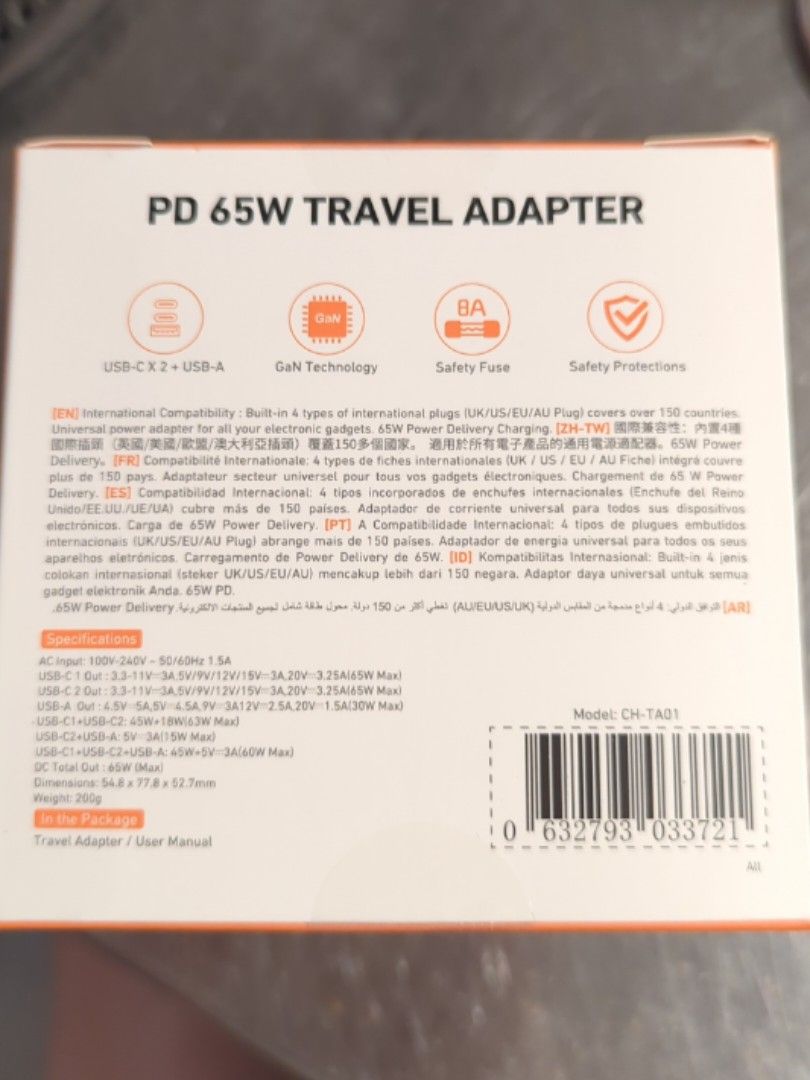 PD 65W TRAVEL ADAPTER
GaN
8A
USB-C X 2 + USB-A
GaN Technology
Safety Fuse
Safety Protections
[EN] International Compatibility : Built-in 4 types of international plugs (UK/US/EU/AU Plug) covers over 150 countries.
Universal power adapter for all your electronic gadgets. 65W Power Delivery Charging. [ZH-TW] 國際兼容性：內置4種
國際插頭（英國/美國/歐盟/澳大利亞插頭）覆蓋150多個國家。 適用於所有電子產品的通用電源適配器。65W Power
Delivery。 [FR] Compatibilité Internationale: 4 types de fiches internationales (UK / US / EU / AU Fiche) intégré couvre
plus de 150 pays. Adaptateur secteur universel pour tous vos gadgets électroniques. Chargement de 65 W Power
Delivery. [ES] Compatibilidad Internacional: 4 tipos incorporados de enchufes internacionales (Enchufe del Reino
Unido/EE.UU./UE/UA) cubre más de 150 países. Adaptador de corriente universal para todos sus dispositivos
electrónicos. Carga de 65W Power Delivery. [PT] A Compatibilidade Internacional: 4 tipos de plugues embutidos
internacionais (UK/US/EU/AU Plug) abrange mais de 150 países. Adaptador de energia universal para todos os seus
aparelhos eletrónicos. Carregamento de Power Delivery de 65W. [ID] Kompatibilitas Internasional: Built-in 4 jenis
colokan internasional (steker UK/US/EU/AU) mencakup lebih dari 150 negara. Adaptor daya universal untuk semua
gadget elektronik Anda. 65W PD.
[AR] التوافق الدولي: 4 أنواع مدمجة من المقابس الدولية (AU/EU/US/UK) تغطي أكثر من 150 دولة. محول طاقة شامل لجميع المنتجات الالكترونية. 65W Power Delivery.
Specifications
AC Input: 100V-240V ~ 50/60Hz 1.5A
USB-C 1 Out : 3.3-11V⎓3A,5V/9V/12V/15V⎓3A,20V⎓3.25A(65W Max)
USB-C 2 Out : 3.3-11V⎓3A,5V/9V/12V/15V⎓3A,20V⎓3.25A(65W Max)
USB-A Out : 4.5V⎓5A,5V⎓4.5A,9V⎓3A12V⎓2.5A,20V⎓1.5A(30W Max)
USB-C1+USB-C2: 45W+18W(63W Max)
USB-C2+USB-A: 5V⎓3A(15W Max)
USB-C1+USB-C2+USB-A: 45W+5V⎓3A(60W Max)
DC Total Out : 65W (Max)
Dimensions: 54.8 x 77.8 x 52.7mm
Weight: 200g
In the Package
Travel Adapter / User Manual
Model: CH-TA01
0 632793 033721
All